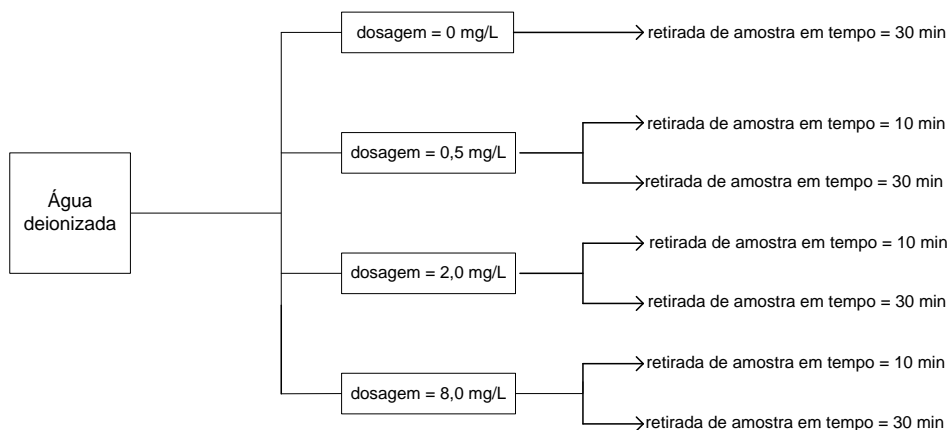 dosagem = 0 mg/L
retirada de amostra em tempo = 30 min
retirada de amostra em tempo = 10 min
dosagem = 0,5 mg/L
retirada de amostra em tempo = 30 min
Água
deionizada
retirada de amostra em tempo = 10 min
dosagem = 2,0 mg/L
retirada de amostra em tempo = 30 min
retirada de amostra em tempo = 10 min
dosagem = 8,0 mg/L
retirada de amostra em tempo = 30 min